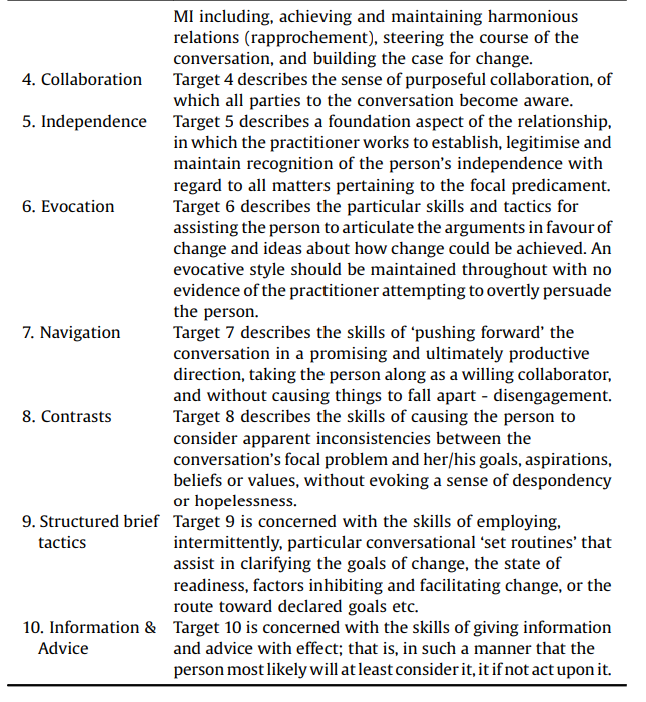 MI including, achieving and maintaining harmonious
relations (rapprochement), steering the course of the
conversation, and building the case for change.
4. Collaboration Target 4 describes the sense of purposeful collaboration, of
which all parties to the conversation become aware.
5. Independence Target 5 describes a foundation aspect of the relationship,
in which the practitioner works to establish, legitimise and
maintain recognition of the person's independence with
regard to all matters pertaining to the focal predicament.
6. Evocation Target 6 describes the particular skills and tactics for
assisting the person to articulate the arguments in favour of
change and ideas about how change could be achieved. An
evocative style should be maintained throughout with no
evidence of the practitioner attempting to overtly persuade
the person.
7. Navigation Target 7 describes the skills of 'pushing forward' the
conversation in a promising and ultimately productive
direction, taking the person along as a willing collaborator,
and without causing things to fall apart - disengagement.
8. Contrasts Target 8 describes the skills of causing the person to
consider apparent inconsistencies between the
conversation's focal problem and her/his goals, aspirations,
beliefs or values, without evoking a sense of despondency
or hopelessness.
9. Structured brief Target 9 is concerned with the skills of employing,
tactics intermittently, particular conversational 'set routines' that
assist in clarifying the goals of change, the state of
readiness, factors inhibiting and facilitating change, or the
route toward declared goals etc.
10. Information & Target 10 is concerned with the skills of giving information
Advice and advice with effect; that is, in such a manner that the
person most likely will at least consider it, it if not act upon it.